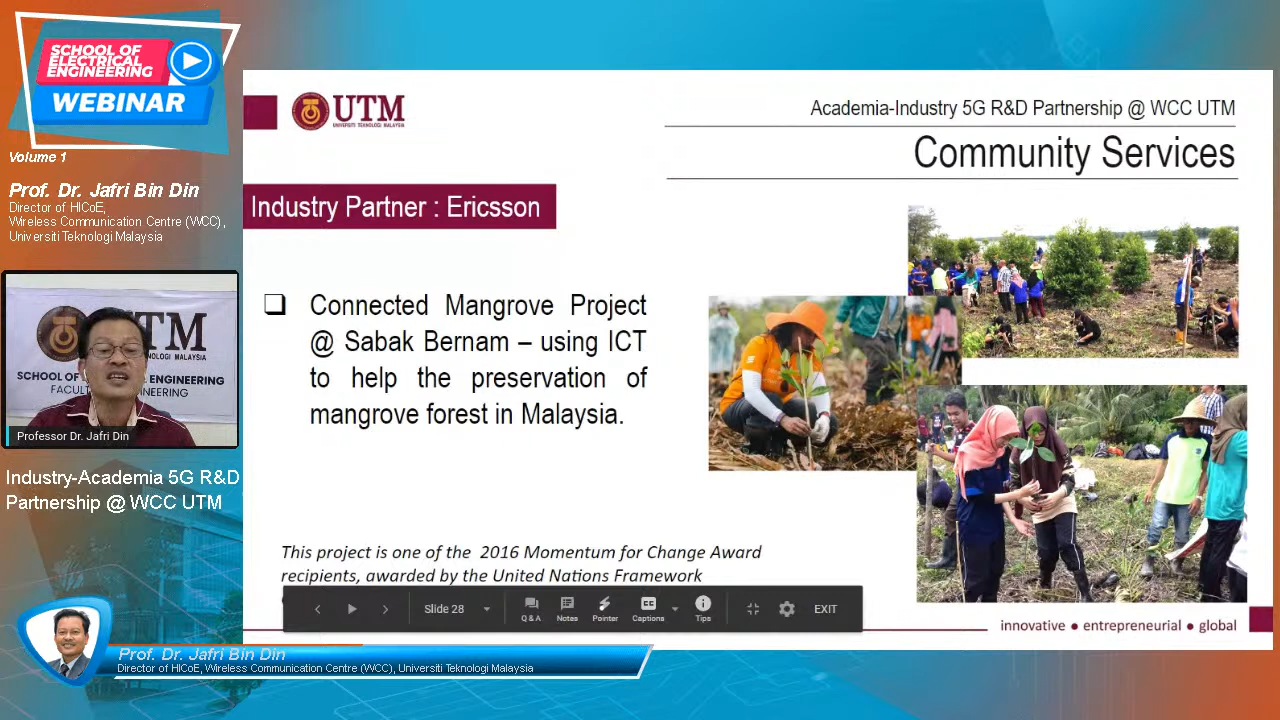 SCHOOL OF
ELECTRICAL
ENGINEERING
WEBINAR
Volume 1
Prof. Dr. Jafri Bin Din
Director of HICoE,
Wireless Communication Centre (WCC),
Universiti Teknologi Malaysia
UTM
SCHOOL OF ENGINEERING
Professor Dr. Jafri Din
Industry-Academia 5G R&D
Partnership @ WCC UTM
UTM
UNIVERSITI TEKNOLOGI MALAYSIA
Academia-Industry 5G R&D Partnership @ WCC UTM
Community Services
Industry Partner : Ericsson
❑ Connected Mangrove Project
@ Sabak Bernam – using ICT
to help the preservation of
mangrove forest in Malaysia.
This project is one of the 2016 Momentum for Change Award
recipients, awarded by the United Nations Framework
Slide 28
Q & A
Notes
Pointer
Captions
Tips
EXIT
innovative ● entrepreneurial ● global
Prof. Dr. Jafri Bin Din
Director of HICoE, Wireless Communication Centre (WCC), Universiti Teknologi Malaysia